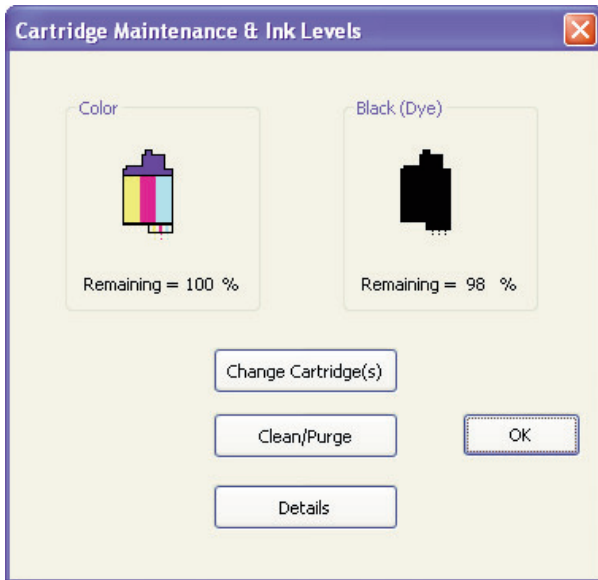 Cartridge Maintenance & Ink Levels
Color
Black (Dye)
Remaining = 100 %
Remaining = 98 %
Change Cartridge(s)
Clean/Purge
OK
Details